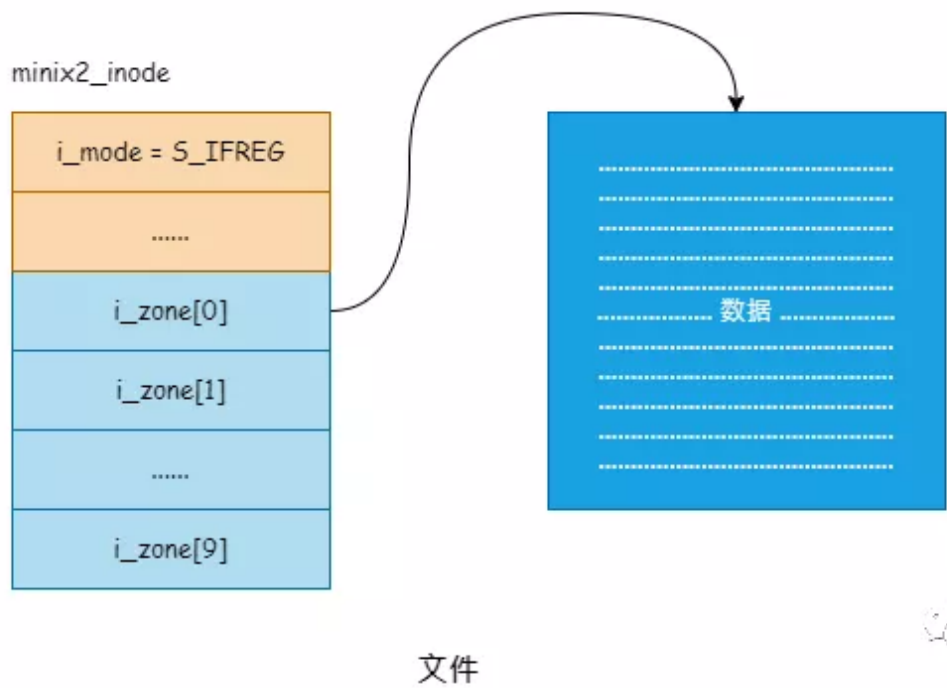 minix2_inode
i_mode = S_IFREG
......
i_zone[0]
i_zone[1]
......
i_zone[9]
数据
文件